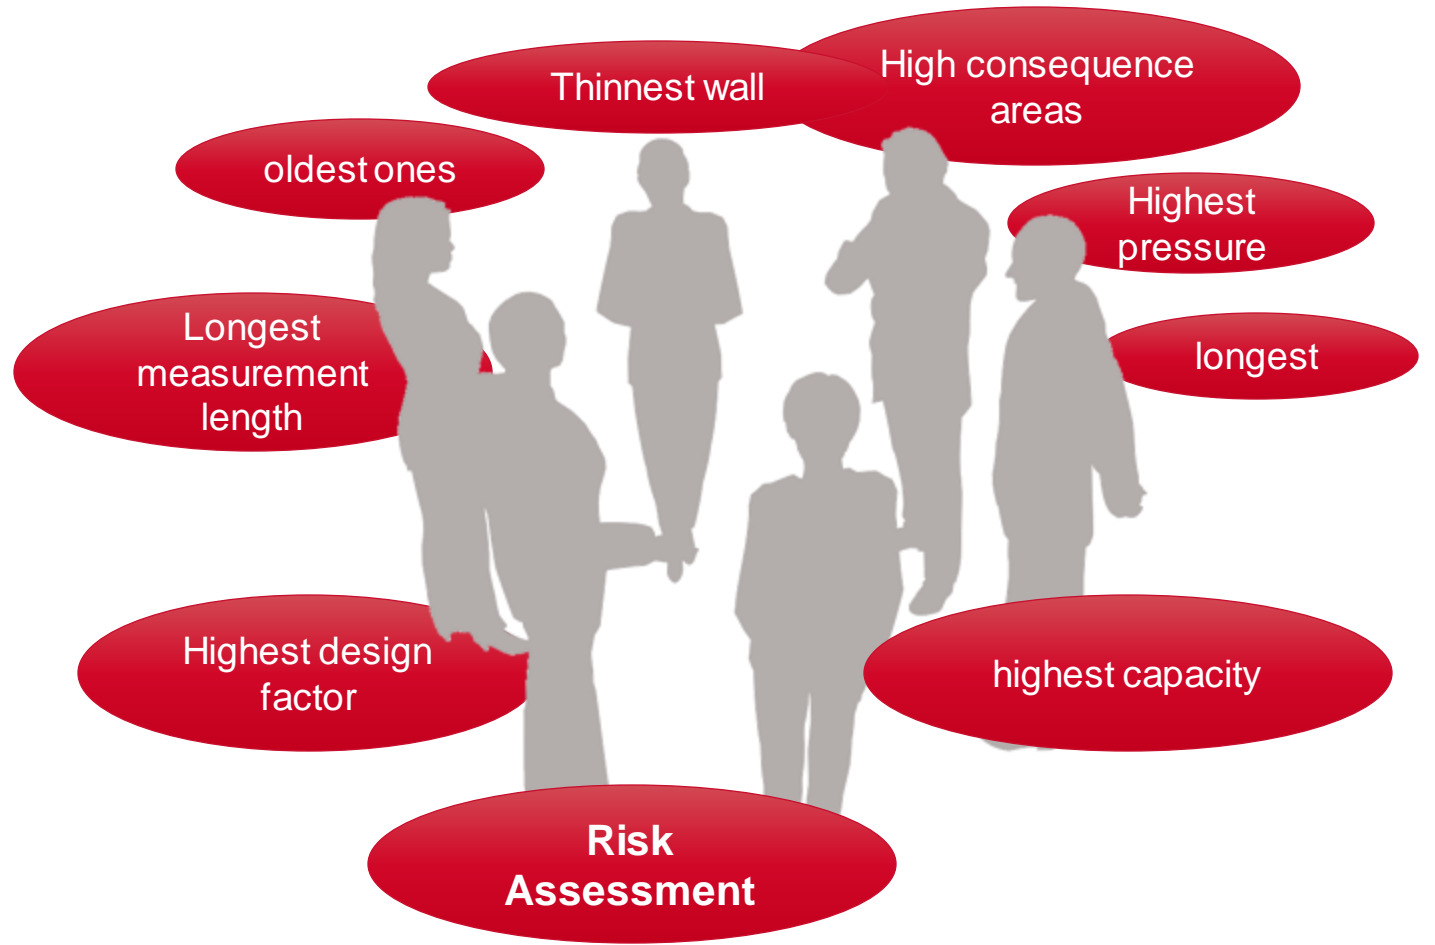 Thinnest wall
High consequence
areas
oldest ones
Highest
pressure
Longest
measurement
length
longest
Highest design
factor
highest capacity
Risk
Assessment